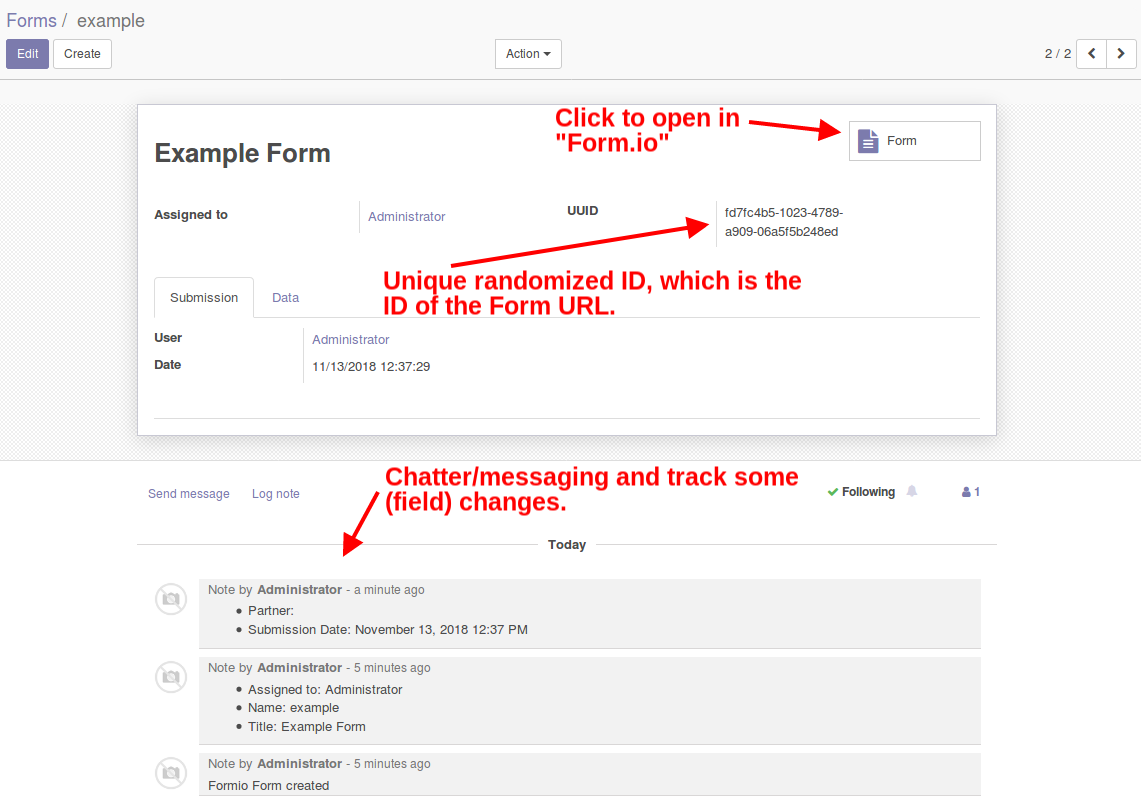 Forms / example
Edit Create Action 2 / 2
Click to open in
"Form.io"
Form
Example Form
Assigned to Administrator
UUID fd7fc4b5-1023-4789-
a909-06a5f5b248ed
Unique randomized ID, which is the
ID of the Form URL.
Submission Data
User Administrator
Date 11/13/2018 12:37:29
Chatter/messaging and track some
(field) changes.
Send message Log note Following 1
Today
Note by Administrator - a minute ago
Partner:
Submission Date: November 13, 2018 12:37 PM
Note by Administrator - 5 minutes ago
Assigned to: Administrator
Name: example
Title: Example Form
Note by Administrator - 5 minutes ago
Formio Form created